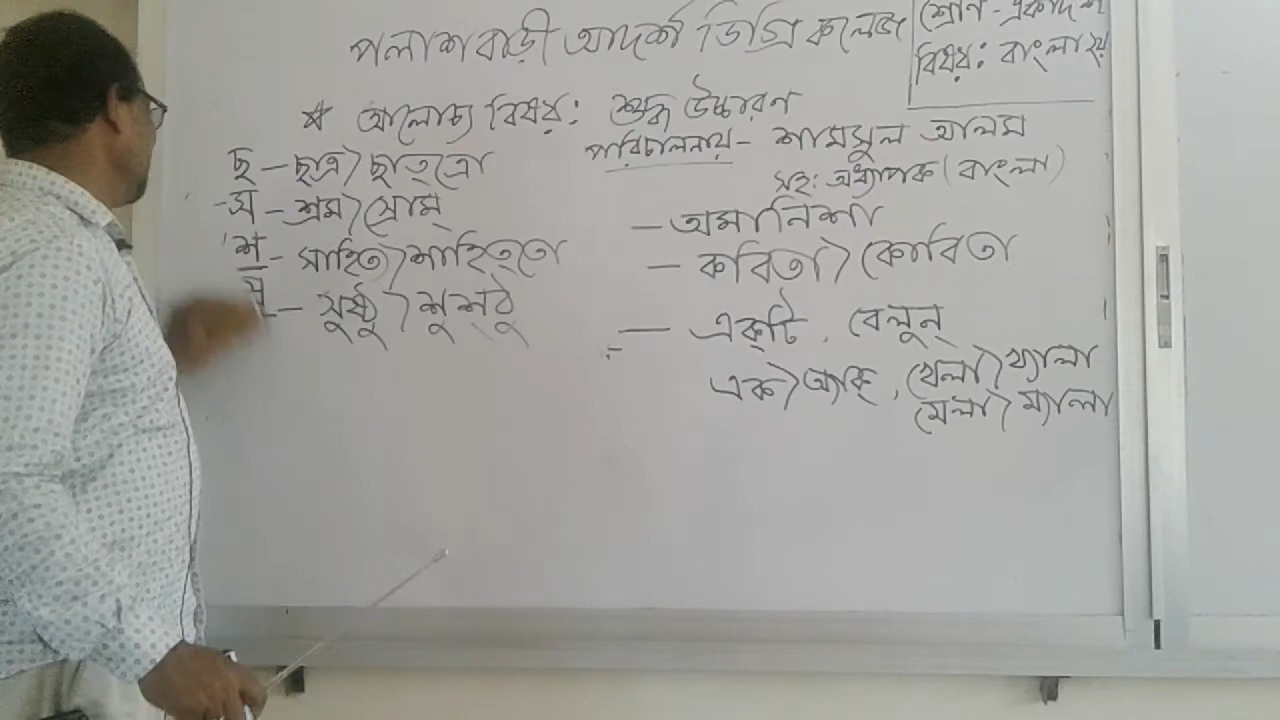 পলাশবাড়ী আদর্শ ডিগ্রি কলেজ
শ্রেণি - একাদশ
বিষয়: বাংলা ২য়
* আলোচ্য বিষয়: শুদ্ধ উচ্চারণ
পরিচালনায় - শামসুল আলম
সহ: অধ্যাপক (বাংলা)
ছ - ছাত্র > ছাত্ত্রো
স - শ্রম > স্রোম্
শ - সাহিত্য > শাহিত্তো
ষ - সুষ্ঠু > শুশ্ঠু
- অমানিশা
- কবিতা > কোবিতা
- একটি, বেলুন্
এক > অ্যাক্, খেলা > খ্যালা
মেলা > ম্যালা